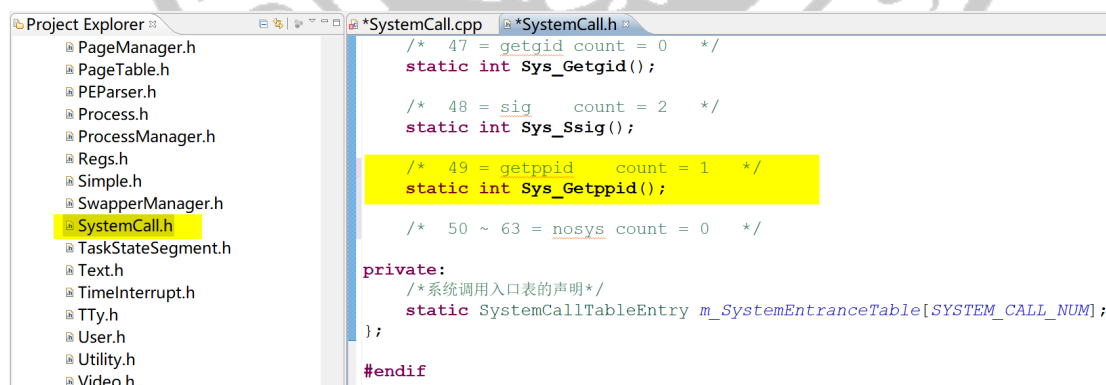 Project Explorer
PageManager.h
PageTable.h
PEParser.h
Process.h
ProcessManager.h
Regs.h
Simple.h
SwapperManager.h
SystemCall.h
TaskStateSegment.h
Text.h
TimeInterrupt.h
TTy.h
User.h
Utility.h
Video.h
*SystemCall.cpp
*SystemCall.h
/*  47 = getgid count = 0   */
static int Sys_Getgid();
/*  48 = sig    count = 2   */
static int Sys_Ssig();
/*  49 = getppid    count = 1   */
static int Sys_Getppid();
/*  50 ~ 63 = nosys count = 0   */
private:
/*系统调用入口表的声明*/
static SystemCallTableEntry m_SystemEntranceTable[SYSTEM_CALL_NUM];
};
#endif